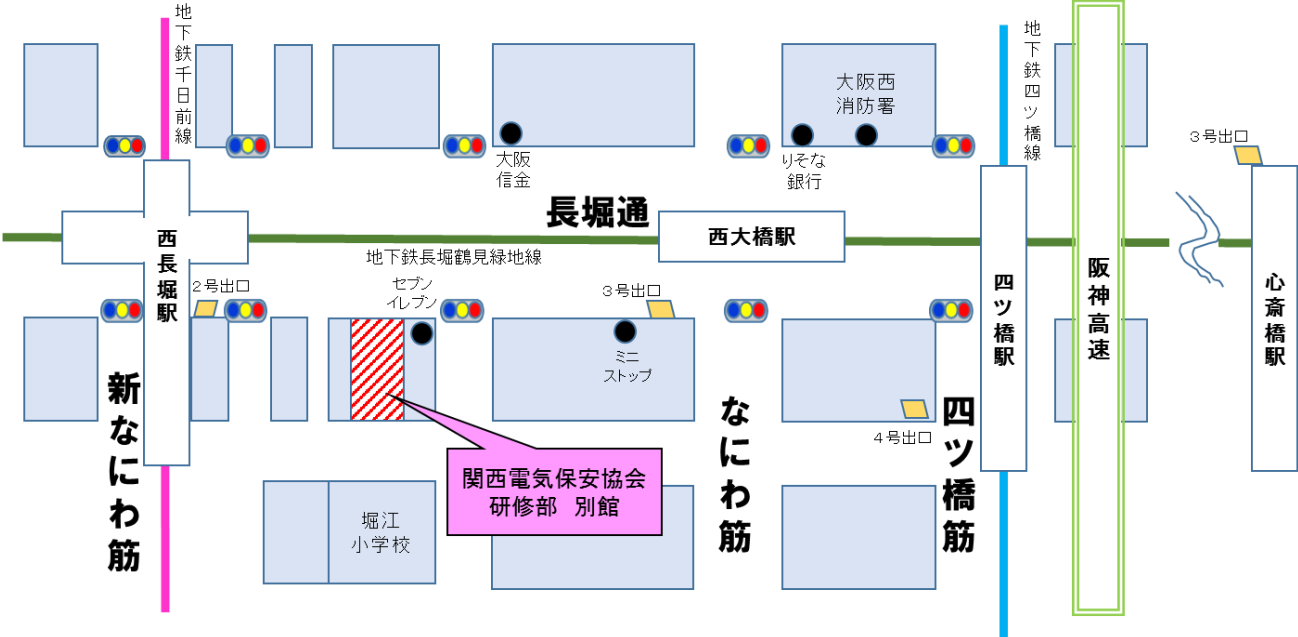 地下鉄千日前線
地下鉄四ツ橋線
大阪西
消防署
3号出口
大阪
信金
りそな
銀行
長堀通
西長堀駅
西大橋駅
地下鉄長堀鶴見緑地線
四ツ橋駅
阪神高速
心斎橋駅
2号出口
セブン
イレブン
3号出口
ミニ
ストップ
新なにわ筋
なにわ筋
四ツ橋筋
4号出口
関西電気保安協会
研修部 別館
堀江
小学校